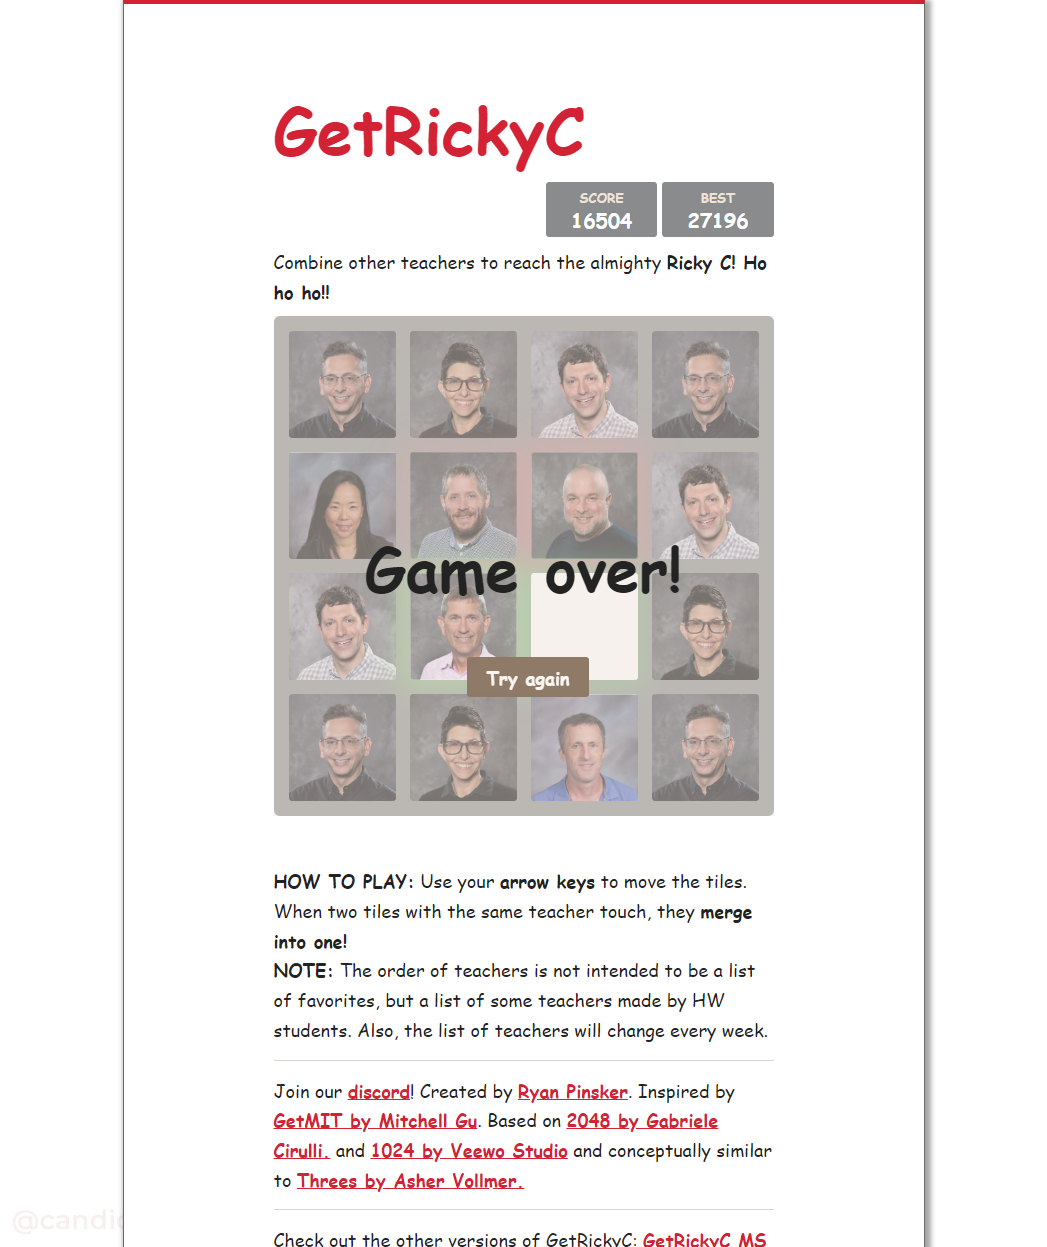 GetRickyC
SCORE
16504
BEST
27196
Combine other teachers to reach the almighty Ricky C! Ho
ho ho!!
Game over!
Try again
HOW TO PLAY: Use your arrow keys to move the tiles.
When two tiles with the same teacher touch, they merge
into one!
NOTE: The order of teachers is not intended to be a list
of favorites, but a list of some teachers made by HW
students. Also, the list of teachers will change every week.
Join our discord! Created by Ryan Pinsker. Inspired by
GetMIT by Mitchell Gu. Based on 2048 by Gabriele
Cirulli. and 1024 by Veewo Studio and conceptually similar
to Threes by Asher Vollmer.
Check out the other versions of GetRickyC: GetRickyC MS